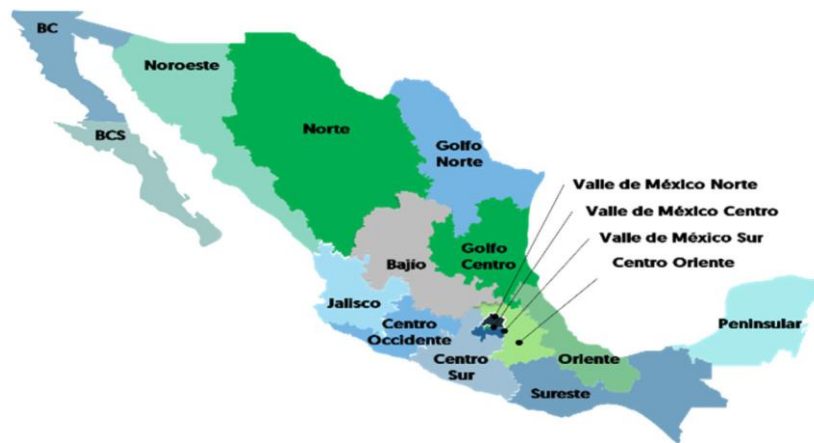 BC
Noroeste
BCS
Norte
Golfo
Norte
Valle de México Norte
Valle de México Centro
Valle de México Sur
Centro Oriente
Golfo
Centro
Bajío
Jalisco
Centro
Occidente
Centro
Sur
Oriente
Sureste
Peninsular